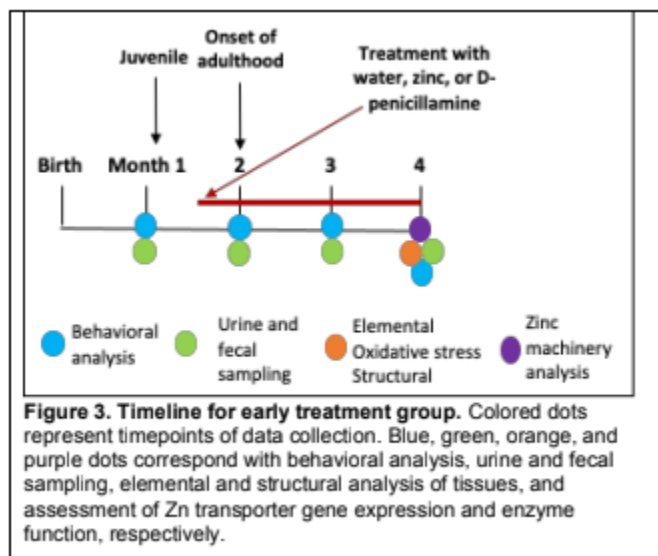 Juvenile
Onset of
adulthood
Treatment with
water, zinc, or D-
penicillamine
Birth
Month 1
2
3
4
Behavioral
analysis
Urine and
fecal
sampling
Elemental
Oxidative stress
Structural
Zinc
machinery
analysis
Figure 3. Timeline for early treatment group. Colored dots
represent timepoints of data collection. Blue, green, orange, and
purple dots correspond with behavioral analysis, urine and fecal
sampling, elemental and structural analysis of tissues, and
assessment of Zn transporter gene expression and enzyme
function, respectively.